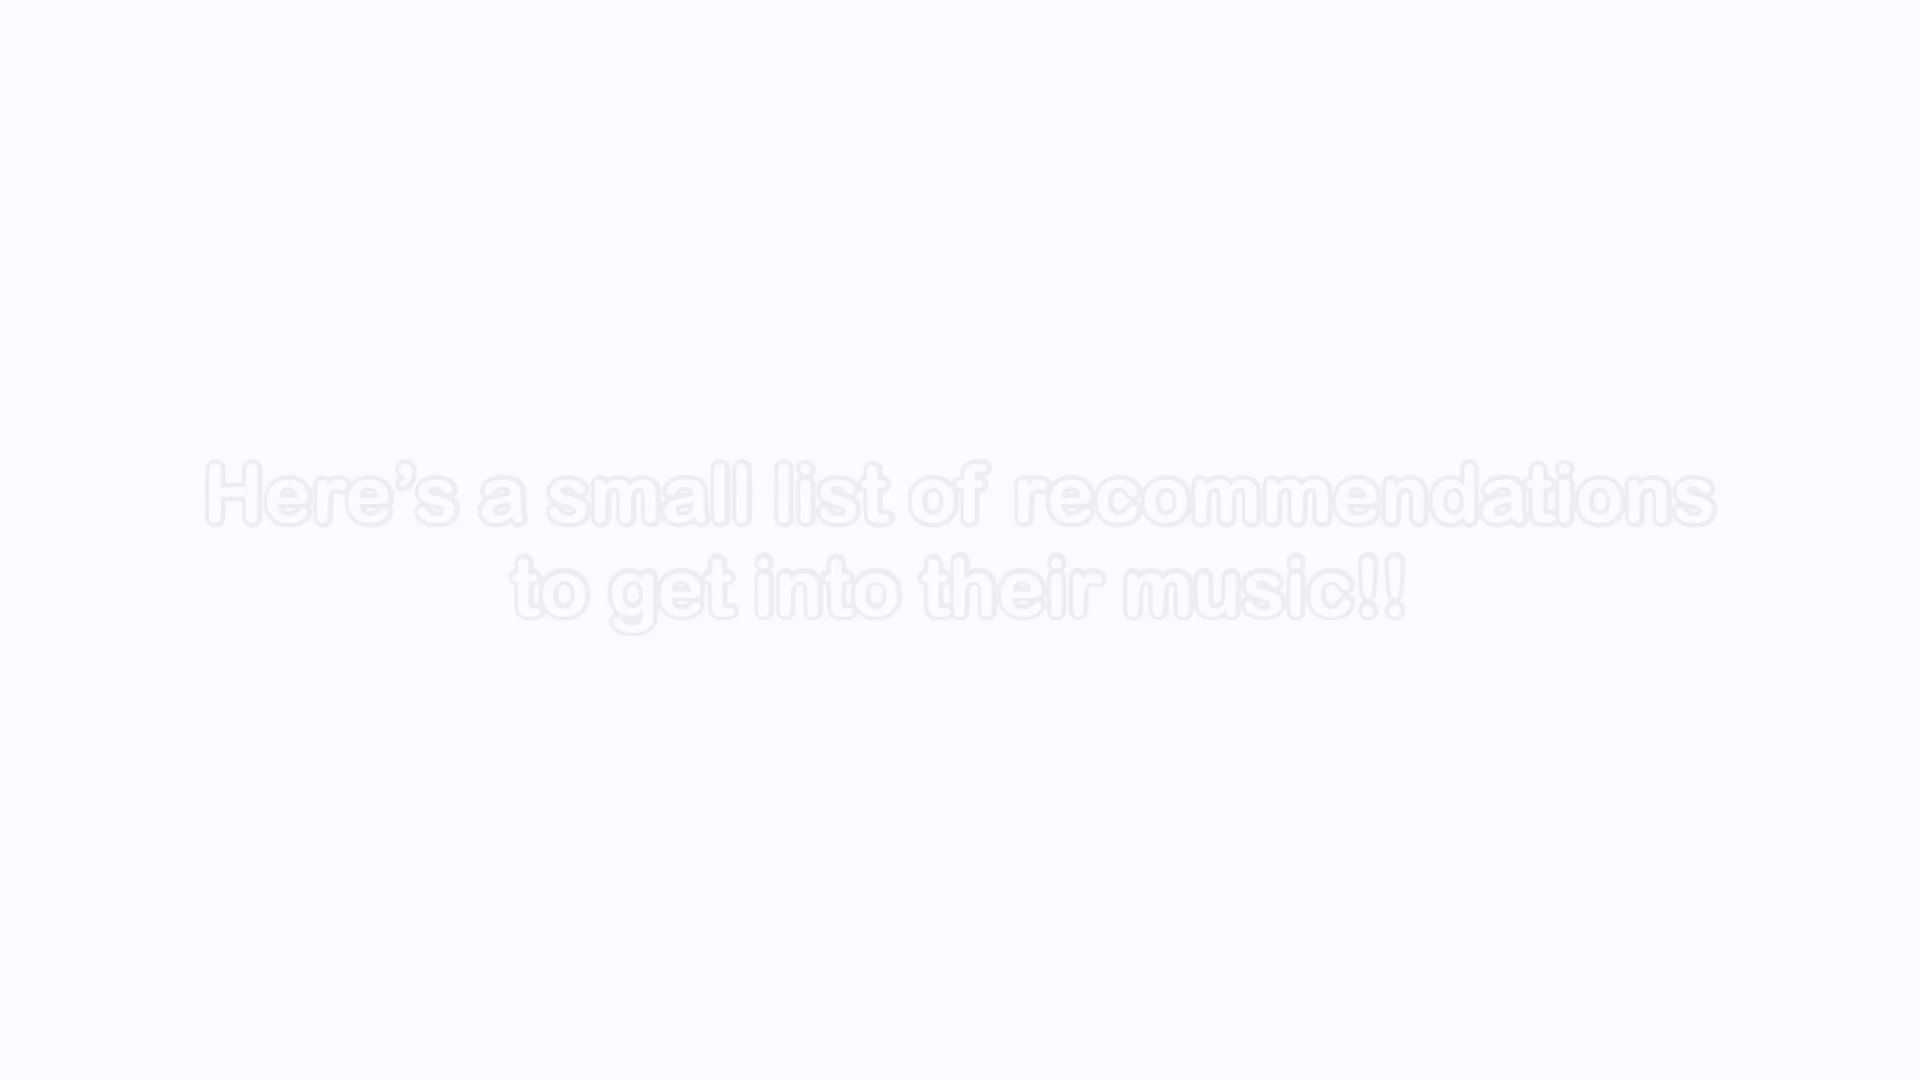 Here’s a small list of recommendations
to get into their music!!